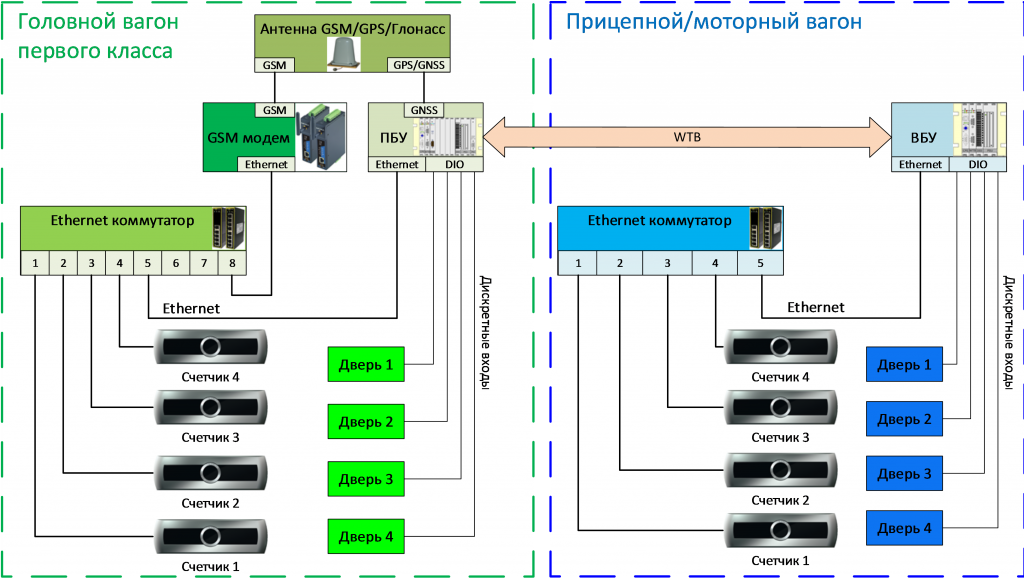 Головной вагон
первого класса
Антенна GSM/GPS/Глонасс
GSM
GPS/GNSS
GSM
GSM модем
Ethernet
GNSS
ПБУ
Ethernet
DIO
WTB
Ethernet коммутатор
1 2 3 4 5 6 7 8
Ethernet
Дискретные входы
Счетчик 4
Счетчик 3
Счетчик 2
Счетчик 1
Дверь 1
Дверь 2
Дверь 3
Дверь 4
Прицепной/моторный вагон
ВБУ
Ethernet
DIO
Ethernet коммутатор
1 2 3 4 5
Ethernet
Дискретные входы
Счетчик 4
Счетчик 3
Счетчик 2
Счетчик 1
Дверь 1
Дверь 2
Дверь 3
Дверь 4